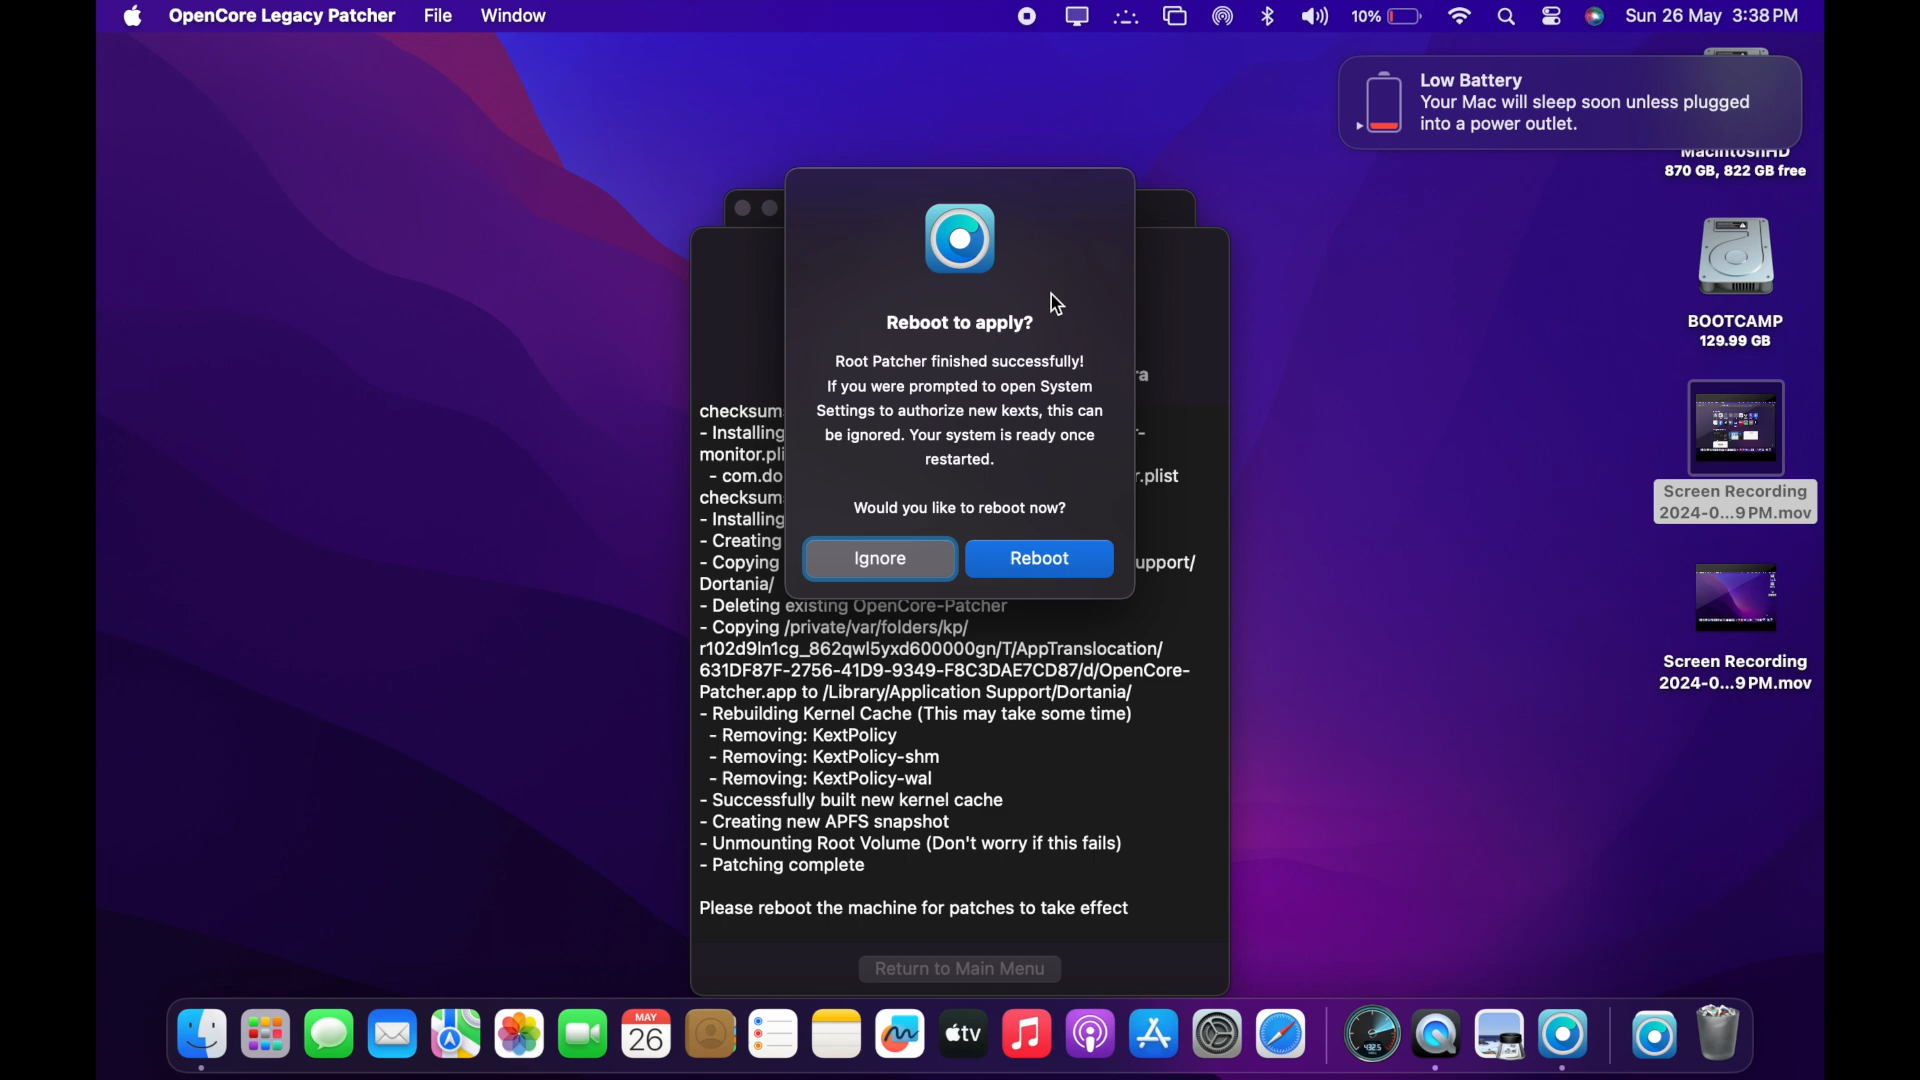 OpenCore Legacy Patcher File Window
10%
Sun 26 May 3:38 PM
Low Battery
Your Mac will sleep soon unless plugged
into a power outlet.
MacintoshHD
870 GB, 822 GB free
BOOTCAMP
129.99 GB
Screen Recording
2024-0...9 PM.mov
Screen Recording
2024-0...9 PM.mov
Reboot to apply?
Root Patcher finished successfully!
If you were prompted to open System
Settings to authorize new kexts, this can
be ignored. Your system is ready once
restarted.
Would you like to reboot now?
Ignore
Reboot
ra
checksum
- Installing
r-
monitor.pli
- com.do
r.plist
checksum
- Installing
- Creating
- Copying
upport/
Dortania/
- Deleting existing OpenCore-Patcher
- Copying /private/var/folders/kp/
r102d9ln1cg_862qwl5yxd600000gn/T/AppTranslocation/
631DF87F-2756-41D9-9349-F8C3DAE7CD87/d/OpenCore-
Patcher.app to /Library/Application Support/Dortania/
- Rebuilding Kernel Cache (This may take some time)
- Removing: KextPolicy
- Removing: KextPolicy-shm
- Removing: KextPolicy-wal
- Successfully built new kernel cache
- Creating new APFS snapshot
- Unmounting Root Volume (Don't worry if this fails)
- Patching complete
Please reboot the machine for patches to take effect
Return to Main Menu
MAY
26
tv
432.5